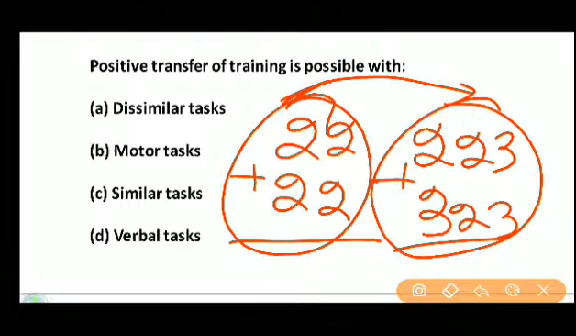 Positive transfer of training is possible with:
(a) Dissimilar tasks
(b) Motor tasks
(c) Similar tasks
(d) Verbal tasks
22
+ 22
223
+ 323